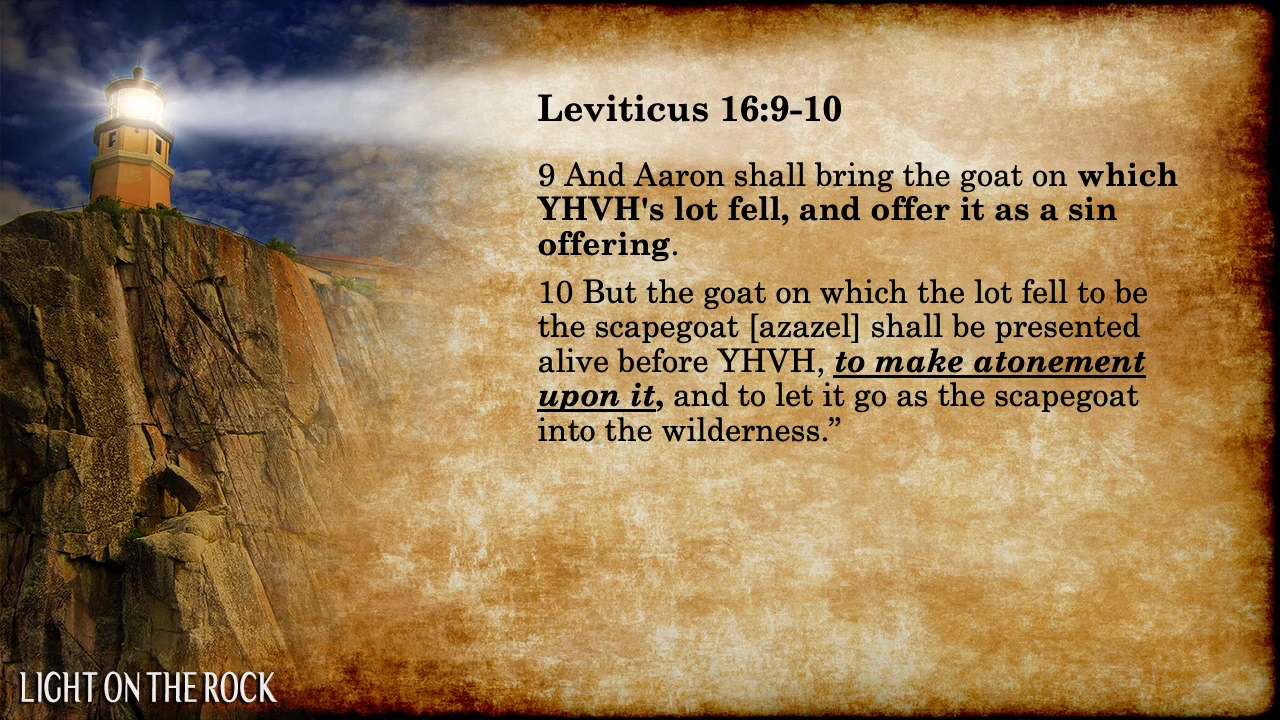 Leviticus 16:9-10
9 And Aaron shall bring the goat on which
YHVH's lot fell, and offer it as a sin
offering.
10 But the goat on which the lot fell to be
the scapegoat [azazel] shall be presented
alive before YHVH, to make atonement
upon it, and to let it go as the scapegoat
into the wilderness.”
LIGHT ON THE ROCK